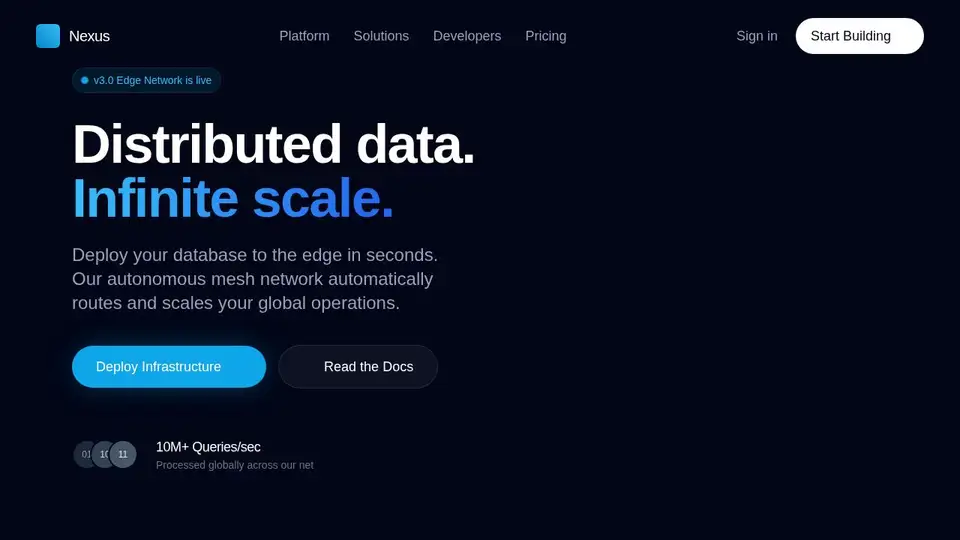 Nexus
Platform
Solutions
Developers
Pricing
Sign in
Start Building
v3.0 Edge Network is live
Distributed data.
Infinite scale.
Deploy your database to the edge in seconds.
Our autonomous mesh network automatically
routes and scales your global operations.
Deploy Infrastructure
Read the Docs
01
10
11
10M+ Queries/sec
Processed globally across our net